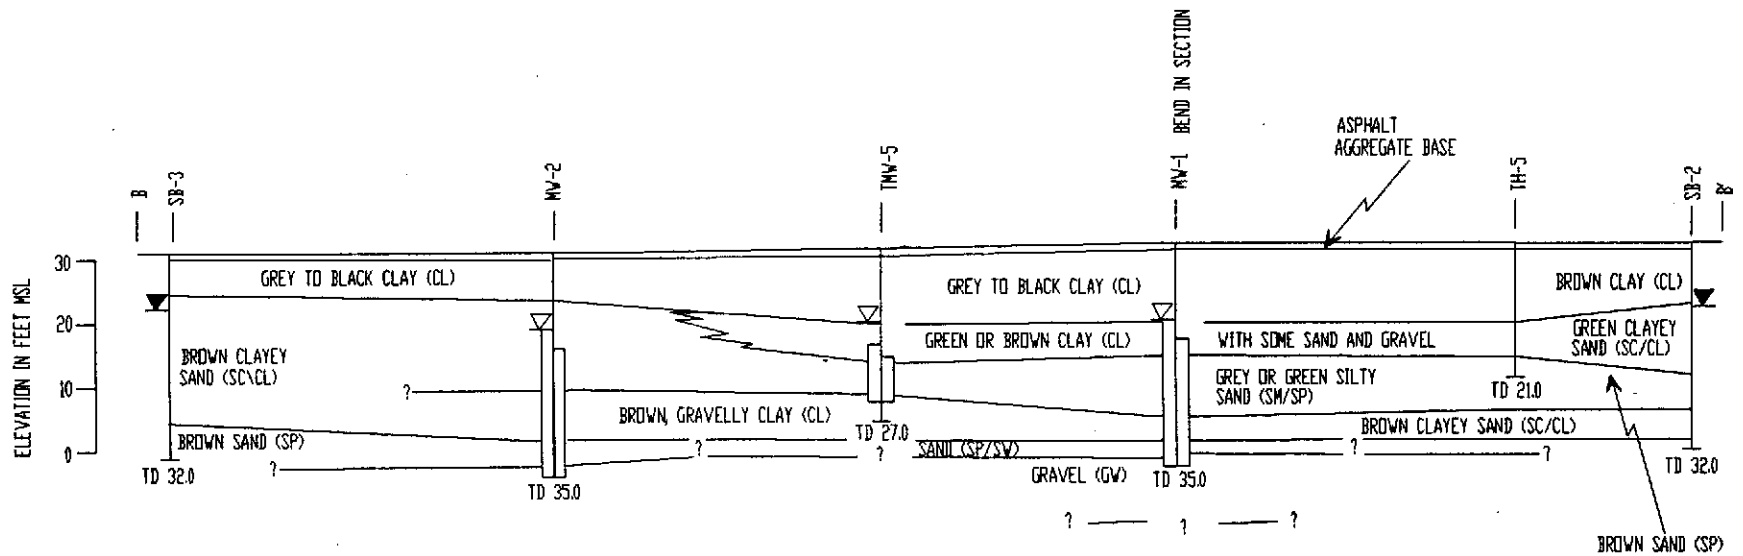 BEND IN SECTION
ASPHALT
AGGREGATE BASE
B
SB-3
MW-2
TMW-5
MW-1
TH-5
SB-2
B'
ELEVATION IN FEET MSL
30
20
10
0
GREY TO BLACK CLAY (CL)
GREY TO BLACK CLAY (CL)
BROWN CLAY (CL)
BROWN CLAYEY
SAND (SC\CL)
GREEN OR BROWN CLAY (CL)
WITH SOME SAND AND GRAVEL
GREEN CLAYEY
SAND (SC/CL)
GREY OR GREEN SILTY
SAND (SM/SP)
?
BROWN, GRAVELLY CLAY (CL)
TD 21.0
BROWN CLAYEY SAND (SC/CL)
BROWN SAND (SP)
TD 27.0
SAND (SP/SW)
? ? ? ? ?
GRAVEL (GW)
TD 32.0
TD 35.0
TD 35.0
TD 32.0
? ? ?
BROWN SAND (SP)